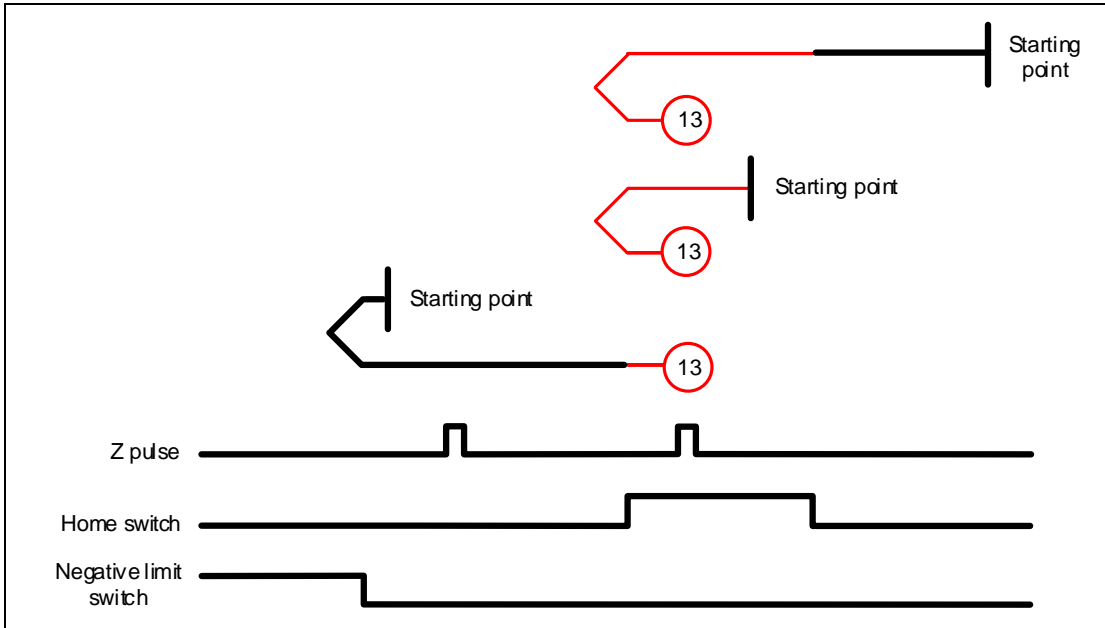 Starting
point
13
Starting point
13
Starting point
13
Z pulse
Home switch
Negative limit
switch